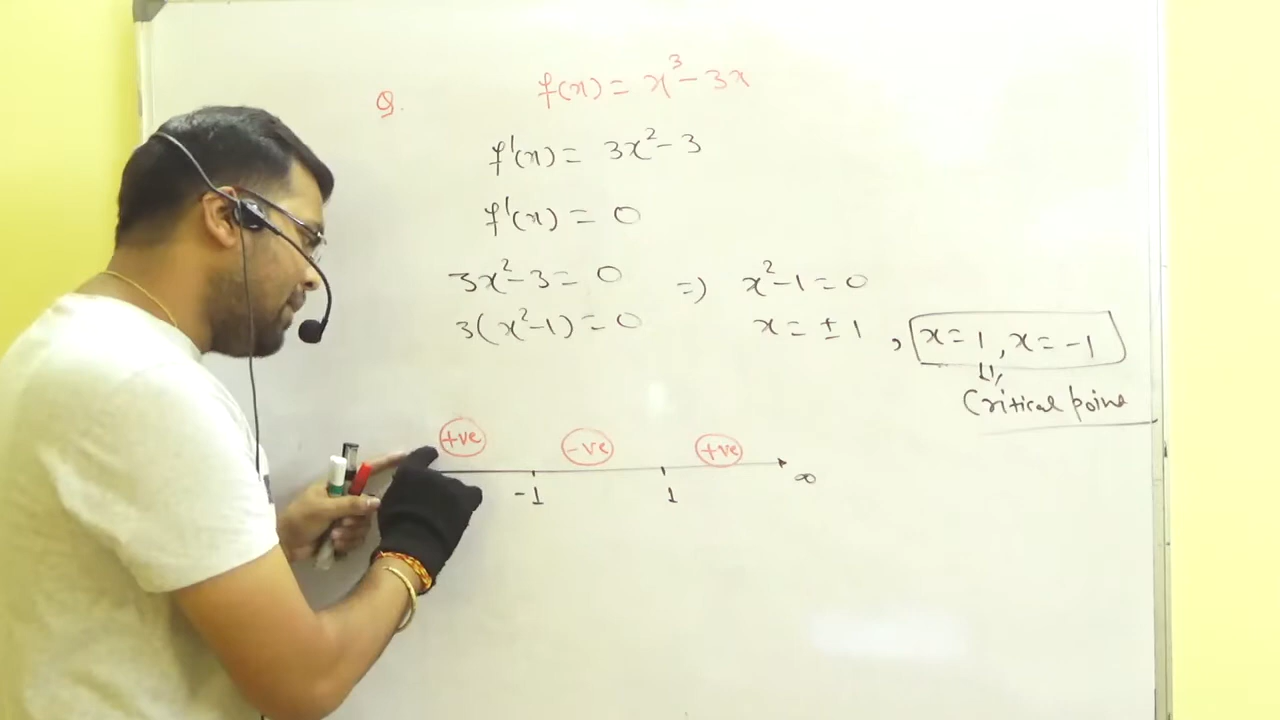 Q. f(x) = x³ - 3x
f'(x) = 3x² - 3
f'(x) = 0
3x² - 3 = 0 => x² - 1 = 0
3(x² - 1) = 0 x = ± 1 , x = 1, x = -1
Critical point
+ve -ve +ve
-1 1 ∞